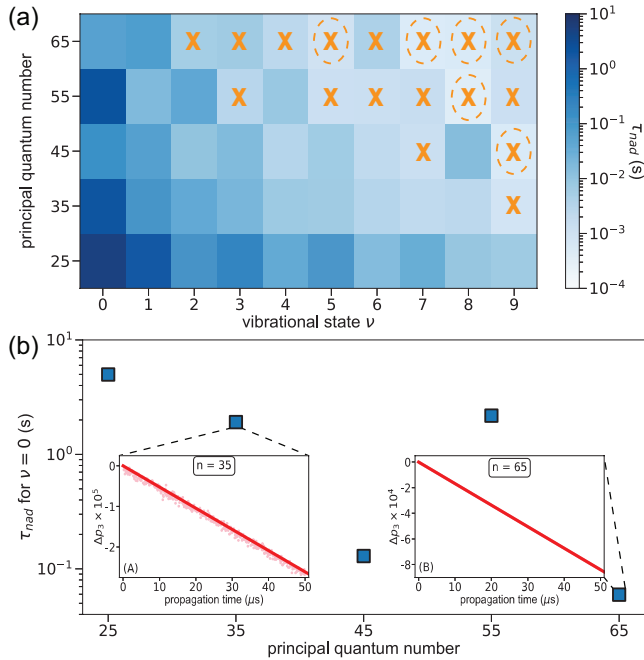 (a)
principal quantum number
65
55
45
35
25
X X X X X X X X
X X X X X X
X X
X
0 1 2 3 4 5 6 7 8 9
vibrational state ν
10^1
10^0
10^-1
10^-2
10^-3
10^-4
τ_nad (s)
(b)
τ_nad for ν = 0 (s)
10^1
10^0
10^-1
n = 35
Δp_3 × 10^5
0
-1
-2
(A)
0 10 20 30 40 50
propagation time (μs)
n = 65
Δp_3 × 10^4
0
-2
-4
-6
-8
(B)
0 10 20 30 40 50
propagation time (μs)
25 35 45 55 65
principal quantum number